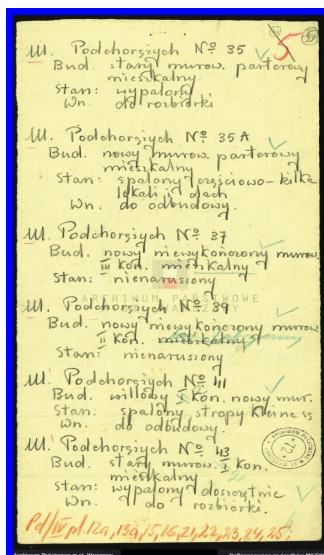 5
Ul. Podchorążych Nº 35
Bud. stary murow. parterowy
mieszkalny
Stan: wypalony
Wn. do rozbiórki
Ul. Podchorążych Nº 35A
Bud. nowy murow. parterowy
mieszkalny
Stan: spalony częściowo - kilka
lokali i dach
Wn. do odbudowy.
Ul. Podchorążych Nº 37
Bud. nowy niewykończony murow.
III kon. mieszkalny
Stan: nienaruszony
ARCHIWUM PAŃSTWOWE
W WARSZAWIE
Ul. Podchorążych Nº 39
Bud. nowy niewykończony murow.
II kon. mieszkalny
Stan: nienaruszony
Ul. Podchorążych Nº 41
Bud. willowy kon. nowy mur.
Stan: spalony, stropy kleine są
Wn. do odbudowy.
Ul. Podchorążych Nº 43
Bud. stary murow. I kon.
mieszkalny
Stan: wypalony doszczętnie
Wn. do rozbiórki.
Pd/IV pl. 12a, 13a, 15, 16, 21, 22, 23, 24, 25,